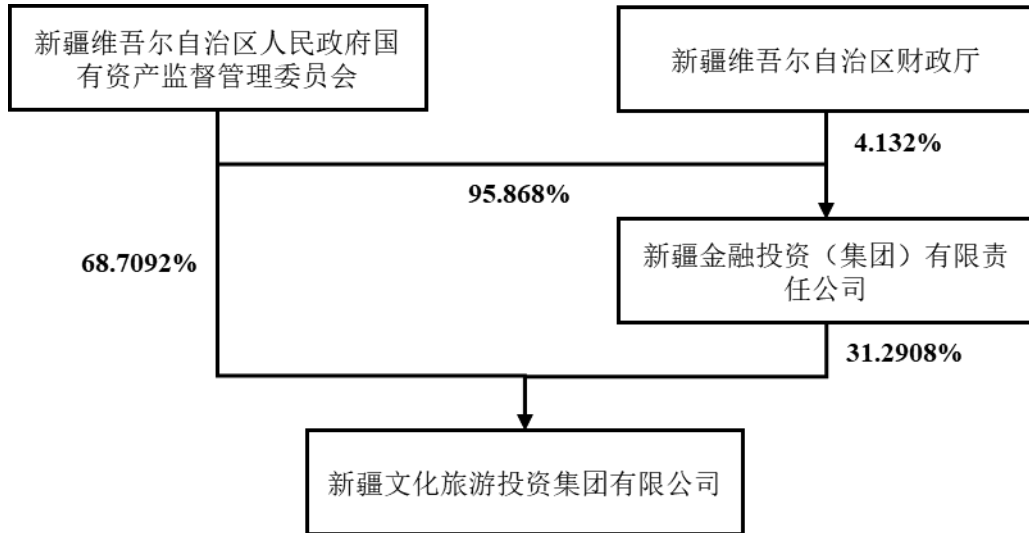 新疆维吾尔自治区人民政府国
有资产监督管理委员会
新疆维吾尔自治区财政厅
4.132%
95.868%
68.7092%
新疆金融投资（集团）有限责
任公司
31.2908%
新疆文化旅游投资集团有限公司